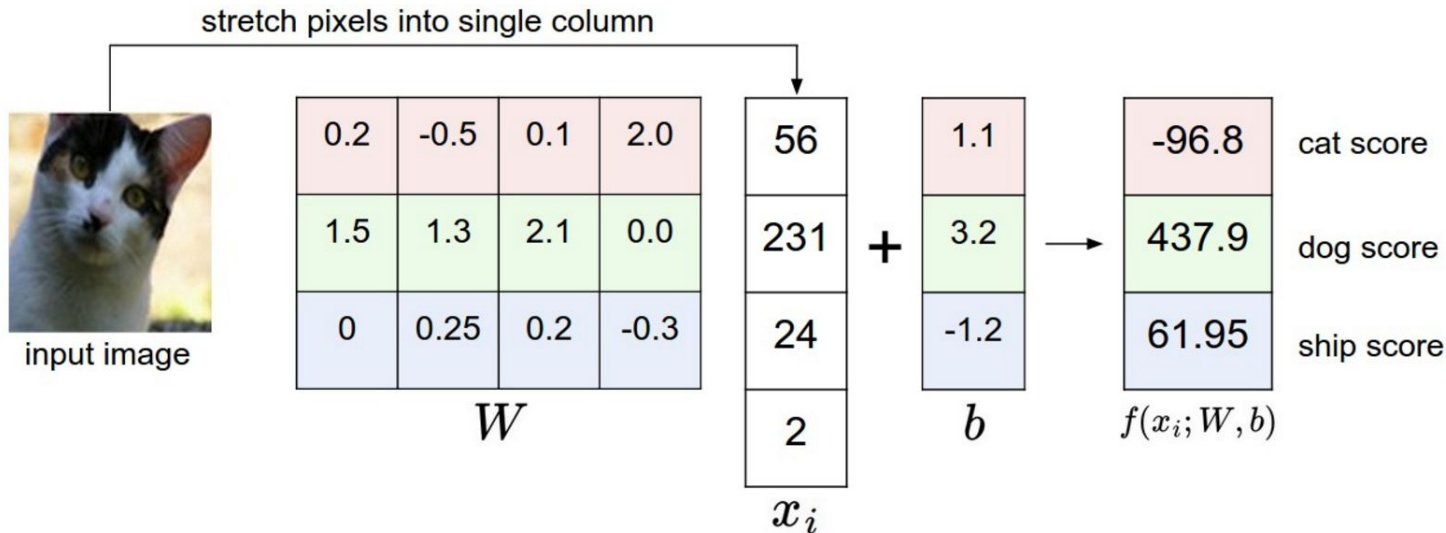 stretch pixels into single column
0.2 -0.5 0.1 2.0 56 1.1 -96.8 cat score
1.5 1.3 2.1 0.0 231 + 3.2 → 437.9 dog score
0 0.25 0.2 -0.3 24 -1.2 61.95 ship score
input image
2
W b f(x_i; W, b)
x_i